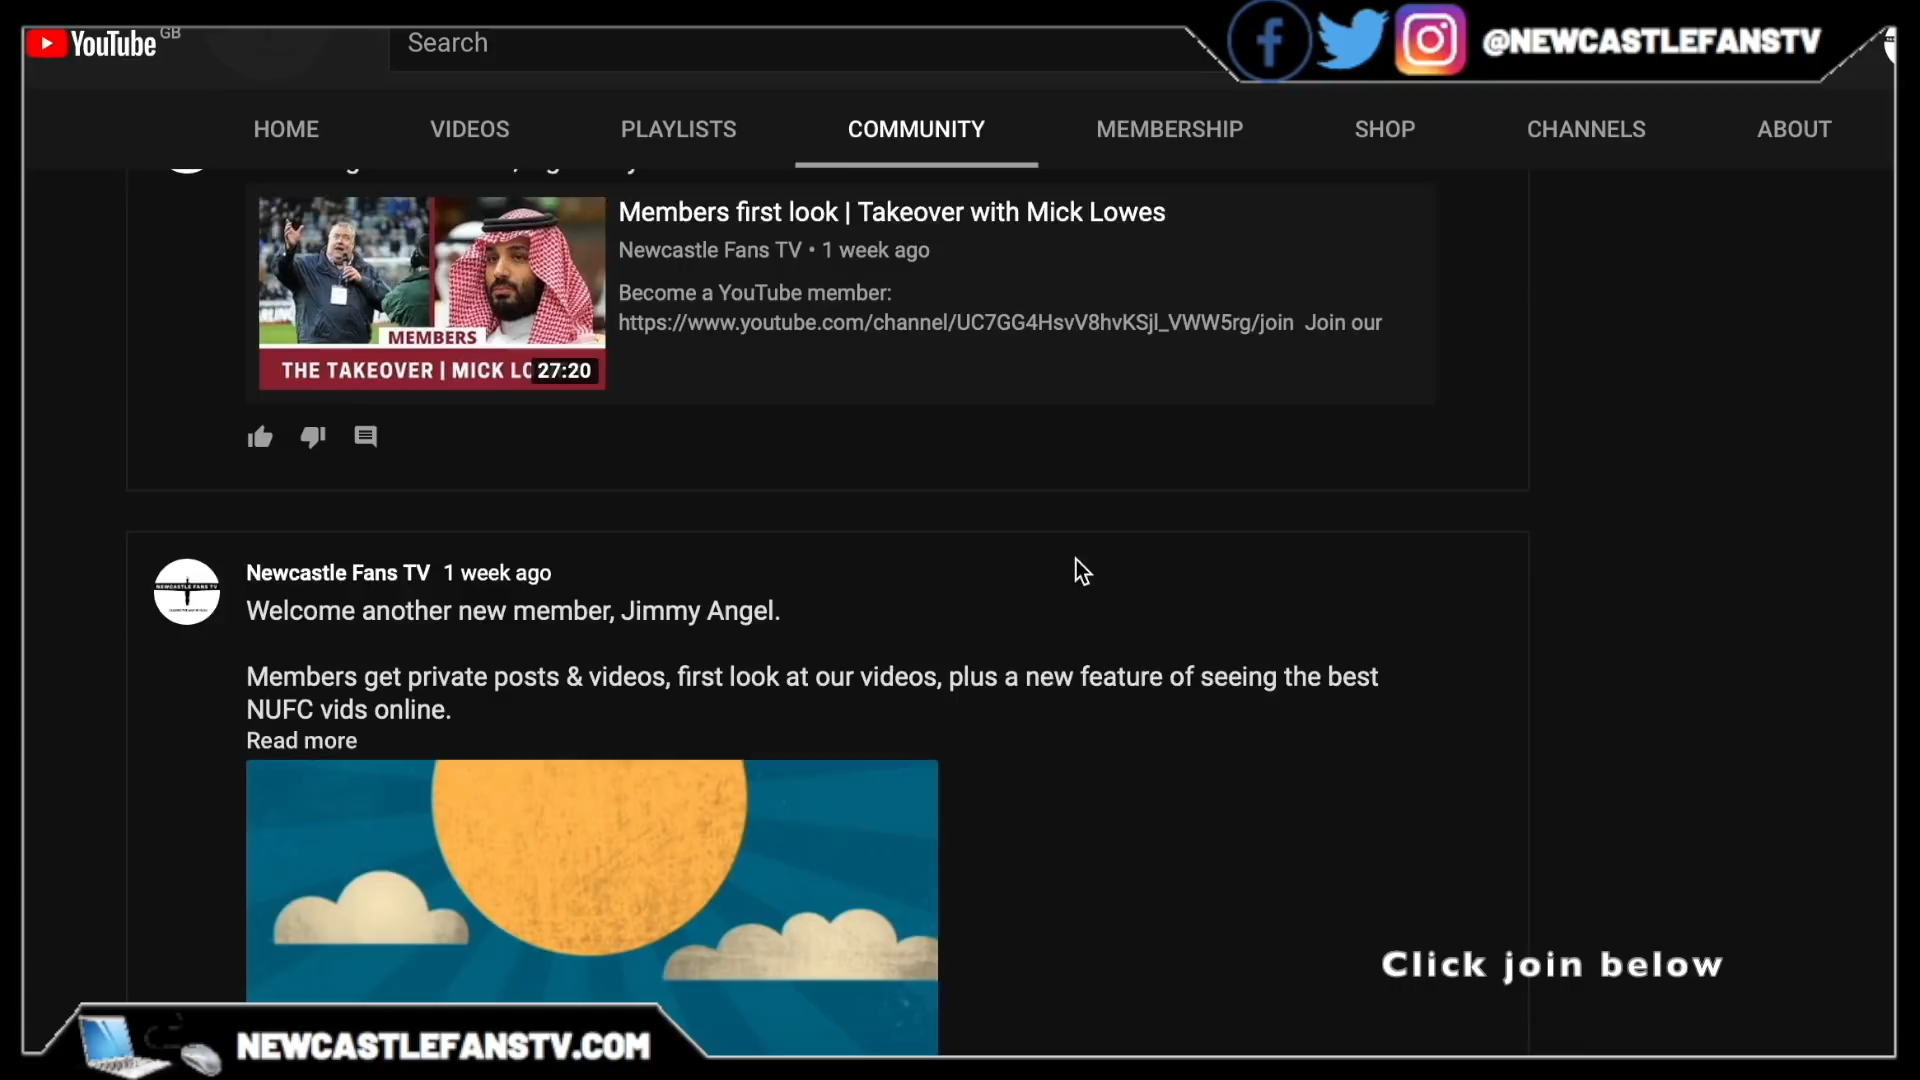 YouTube GB
Search
@NEWCASTLEFANSTV
HOME
VIDEOS
PLAYLISTS
COMMUNITY
MEMBERSHIP
SHOP
CHANNELS
ABOUT
Members first look | Takeover with Mick Lowes
Newcastle Fans TV • 1 week ago
Become a YouTube member:
https://www.youtube.com/channel/UC7GG4HsvV8hvKSjl_VWW5rg/join Join our
MEMBERS
THE TAKEOVER | MICK LO
27:20
Newcastle Fans TV 1 week ago
Welcome another new member, Jimmy Angel.
Members get private posts & videos, first look at our videos, plus a new feature of seeing the best
NUFC vids online.
Read more
NEWCASTLE FANS TV
Click join below
NEWCASTLEFANSTV.COM